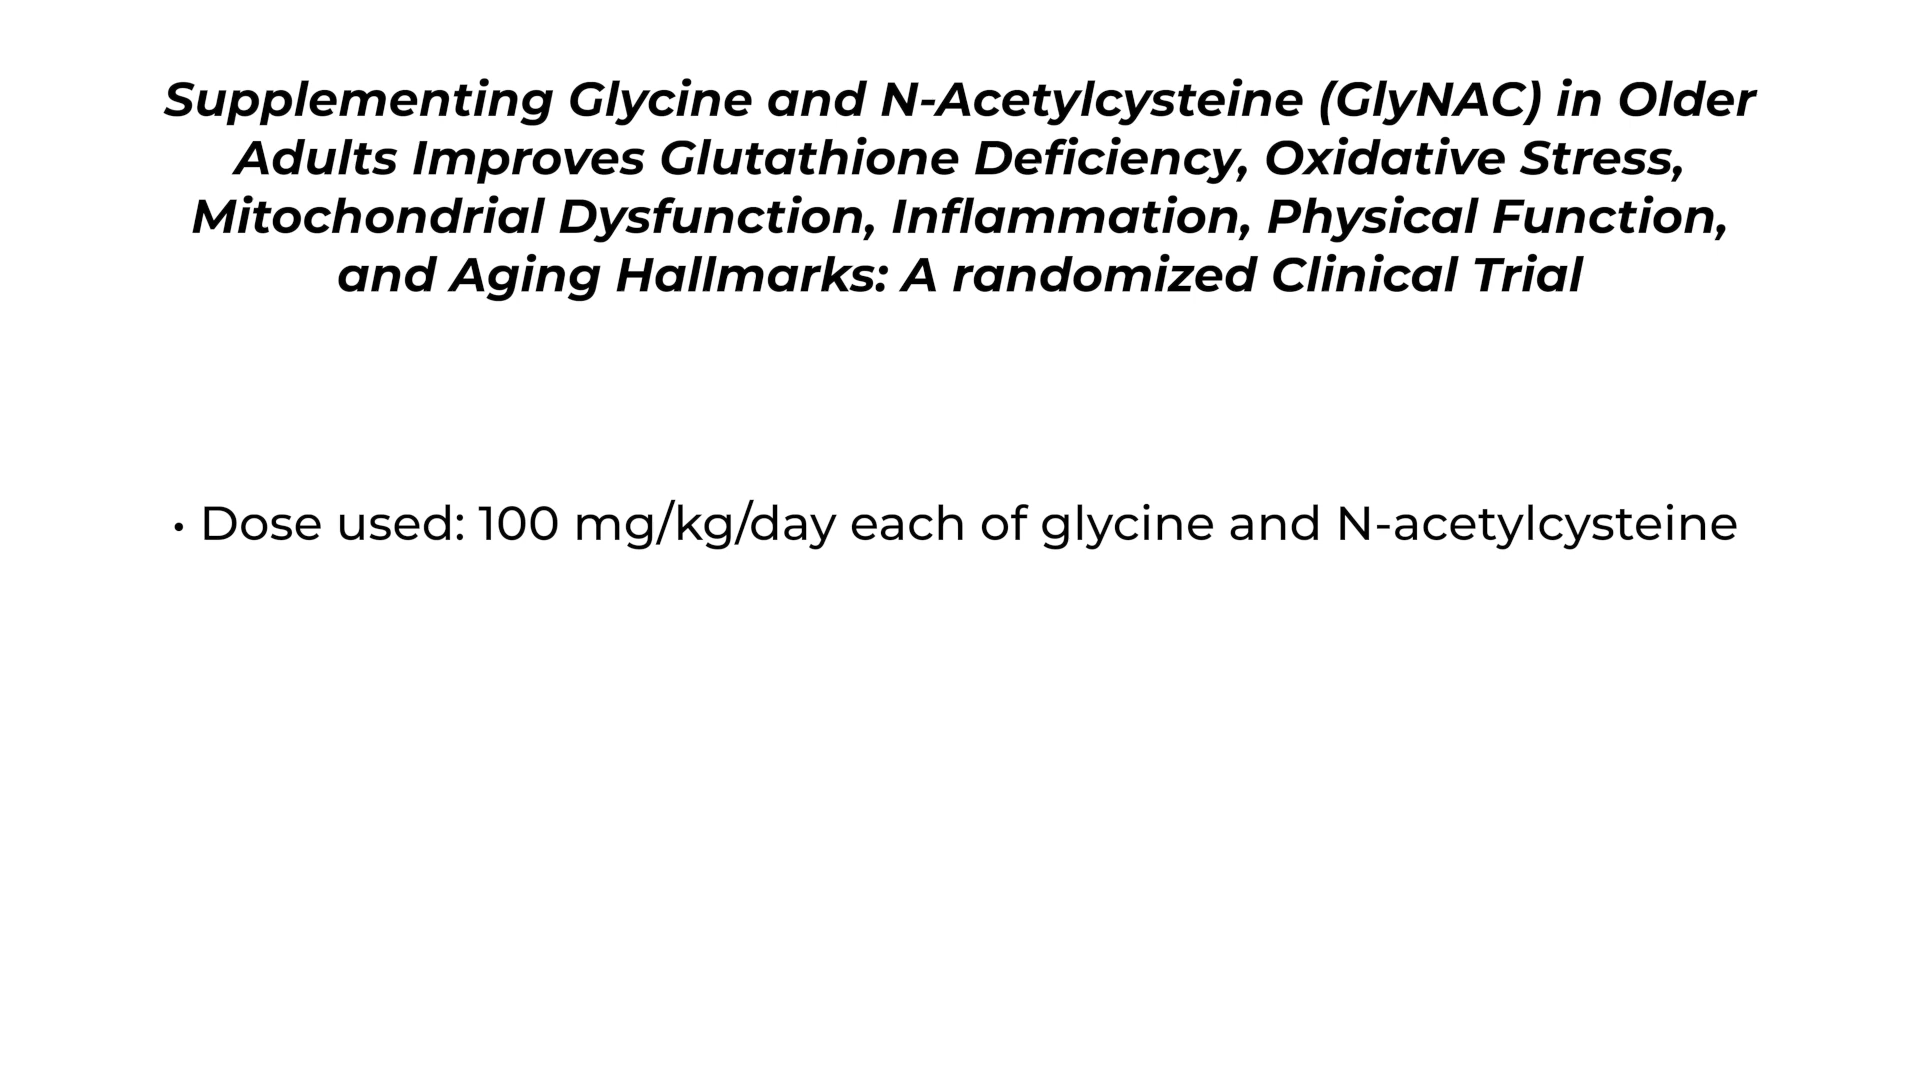 Supplementing Glycine and N-Acetylcysteine (GlyNAC) in Older
Adults Improves Glutathione Deficiency, Oxidative Stress,
Mitochondrial Dysfunction, Inflammation, Physical Function,
and Aging Hallmarks: A randomized Clinical Trial
• Dose used: 100 mg/kg/day each of glycine and N-acetylcysteine